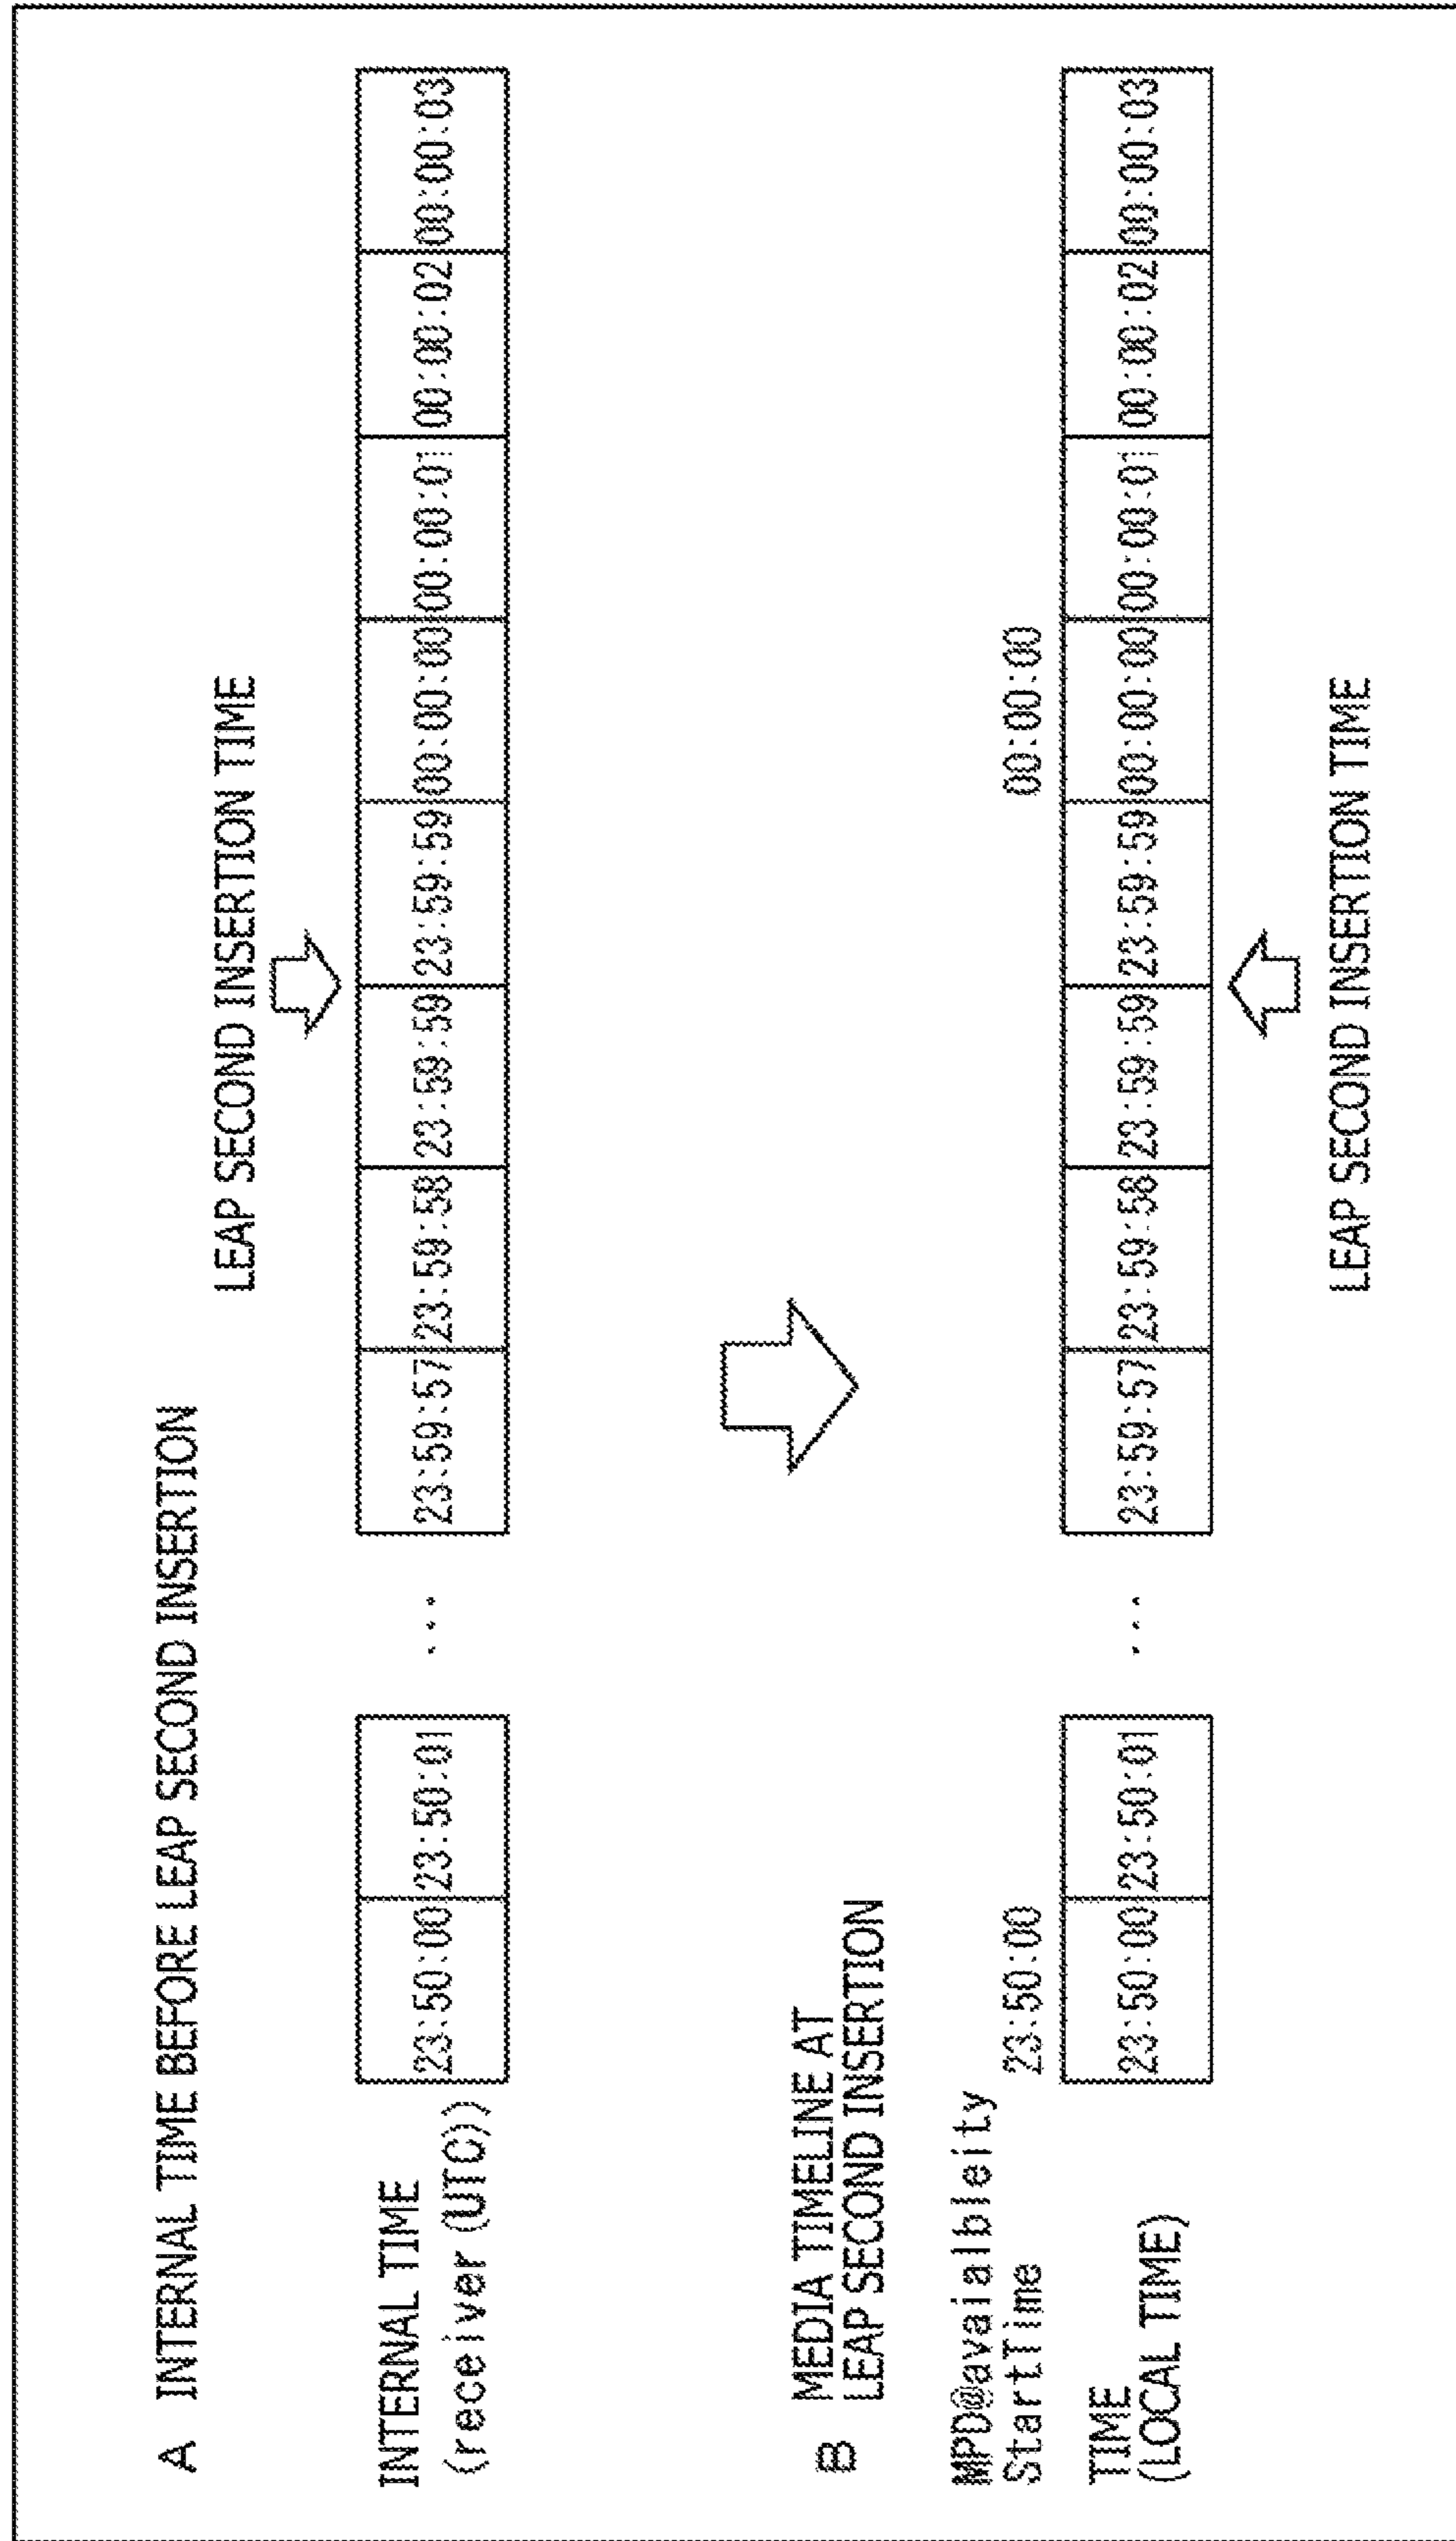 A INTERNAL TIME BEFORE LEAP SECOND INSERTION
LEAP SECOND INSERTION TIME
INTERNAL TIME
(receiver (UTC))
23:50:00 23:50:01 ... 23:59:57 23:59:58 23:59:59 23:59:59 00:00:00 00:00:01 00:00:02 00:00:03
B MEDIA TIMELINE AT
LEAP SECOND INSERTION
MPD@avaialbleity
StartTime 23:50:00 00:00:00
TIME
(LOCAL TIME)
23:50:00 23:50:01 ... 23:59:57 23:59:58 23:59:59 23:59:59 00:00:00 00:00:01 00:00:02 00:00:03
LEAP SECOND INSERTION TIME